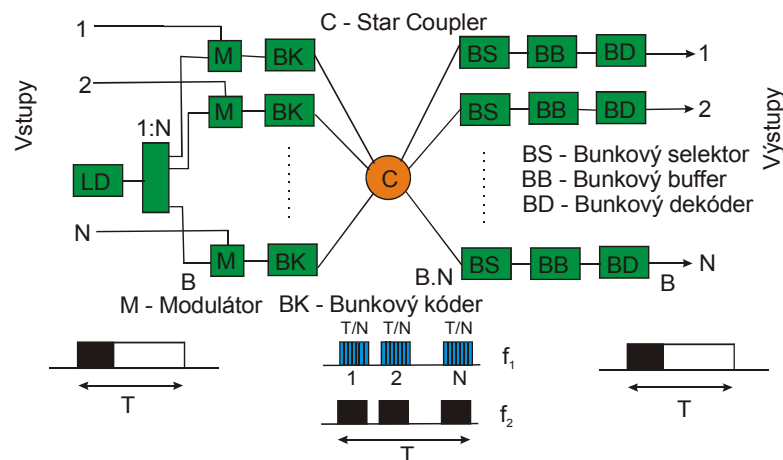 C - Star Coupler
1
M
BK
BS
BB
BD
1
2
M
BK
BS
BB
BD
2
Vstupy
Výstupy
1:N
LD
C
BS - Bunkový selektor
BB - Bunkový buffer
BD - Bunkový dekóder
N
B
M
BK
B.N
BS
BB
BD
N
B
M - Modulátor
BK - Bunkový kóder
T/N
T/N
T/N
f1
1
2
N
T
f2
T
T